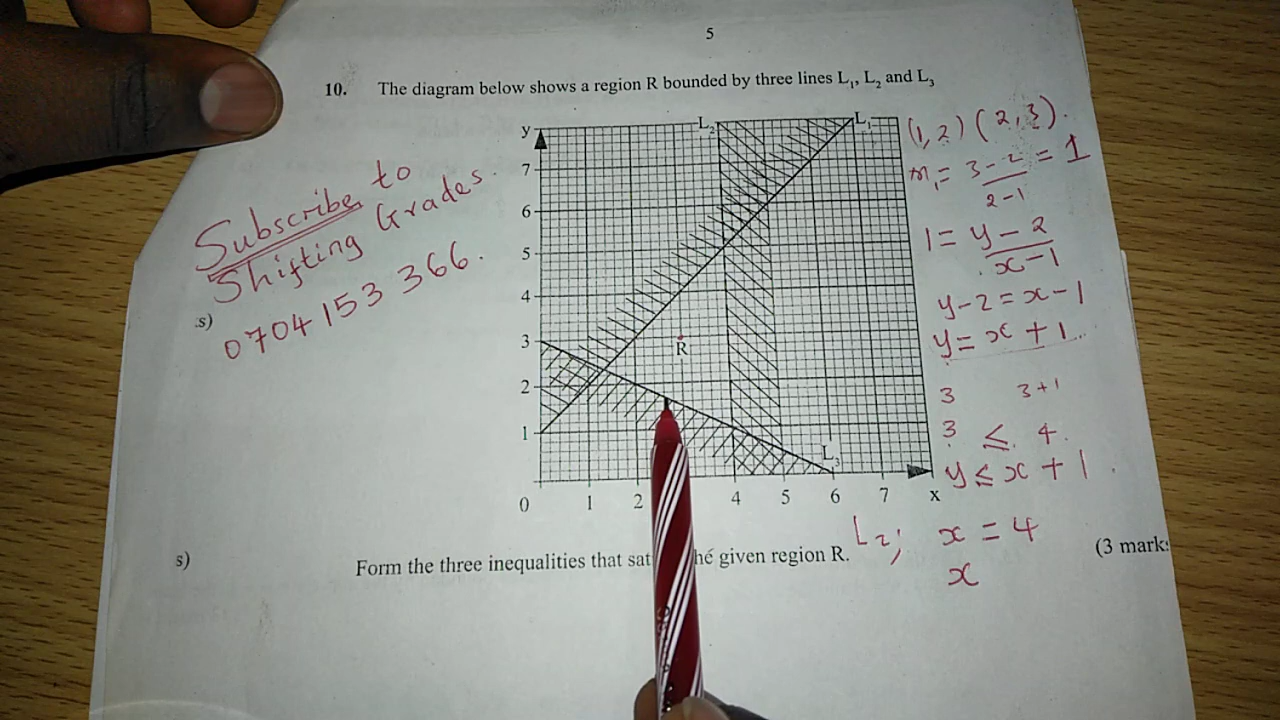 5
10. The diagram below shows a region R bounded by three lines L₁, L₂ and L₃
Subscribe to
Shifting Grades.
0704 153 366.
s)
y
7
6
5
4
3
2
1
0 1 2 4 5 6 7 x
L₂
L₁
R
L₃
(1, 2) (2, 3).
m₁ = 3 - 2 = 1
2 - 1
1 = y - 2
x - 1
y - 2 = x - 1
y = x + 1
3 3 + 1
3 ≤ 4.
y ≤ x + 1
L₂; x = 4
x
s) Form the three inequalities that sat he given region R. (3 mark